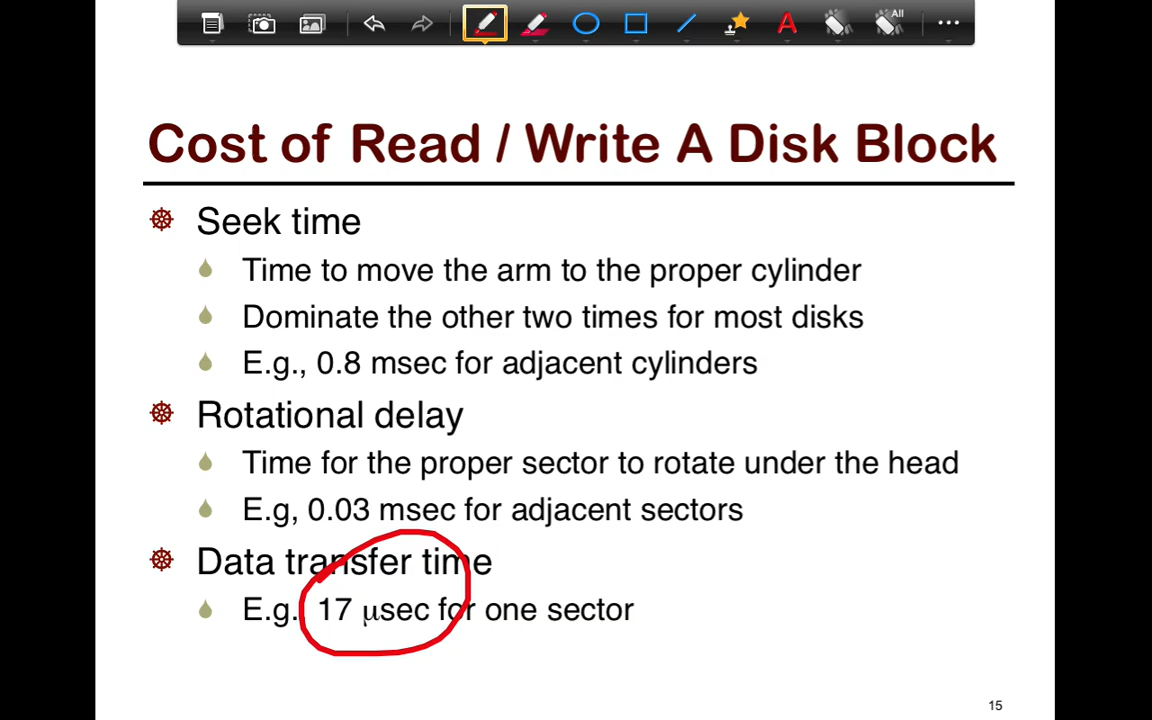 All
A
Cost of Read / Write A Disk Block
Seek time
Time to move the arm to the proper cylinder
Dominate the other two times for most disks
E.g., 0.8 msec for adjacent cylinders
Rotational delay
Time for the proper sector to rotate under the head
E.g, 0.03 msec for adjacent sectors
Data transfer time
E.g. 17 μsec for one sector
15